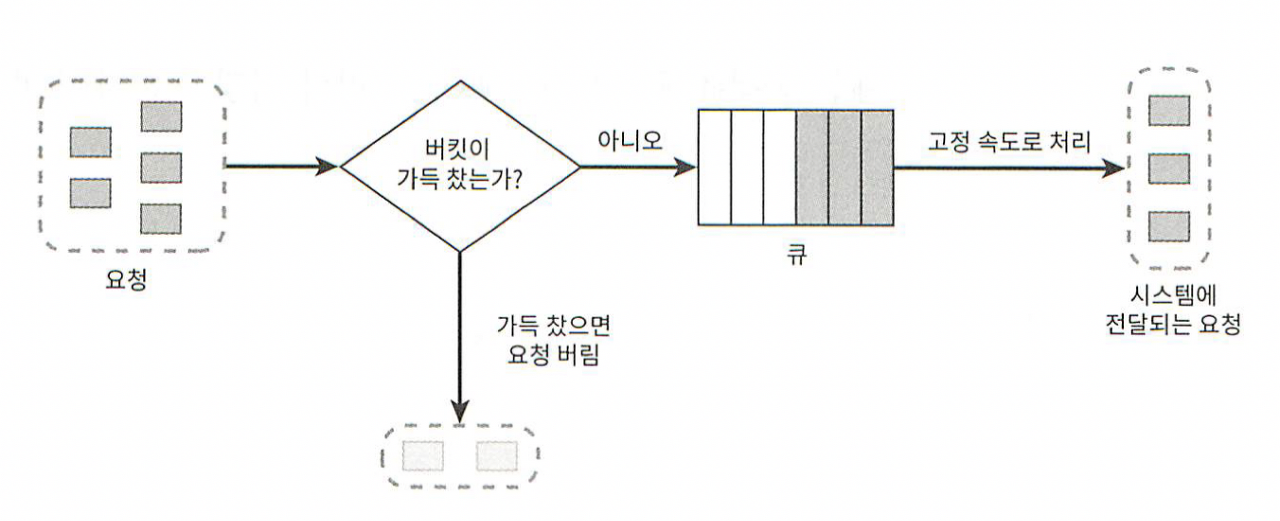 요청
버킷이
가득 찼는가?
아니오
큐
고정 속도로 처리
시스템에
전달되는 요청
가득 찼으면
요청 버림